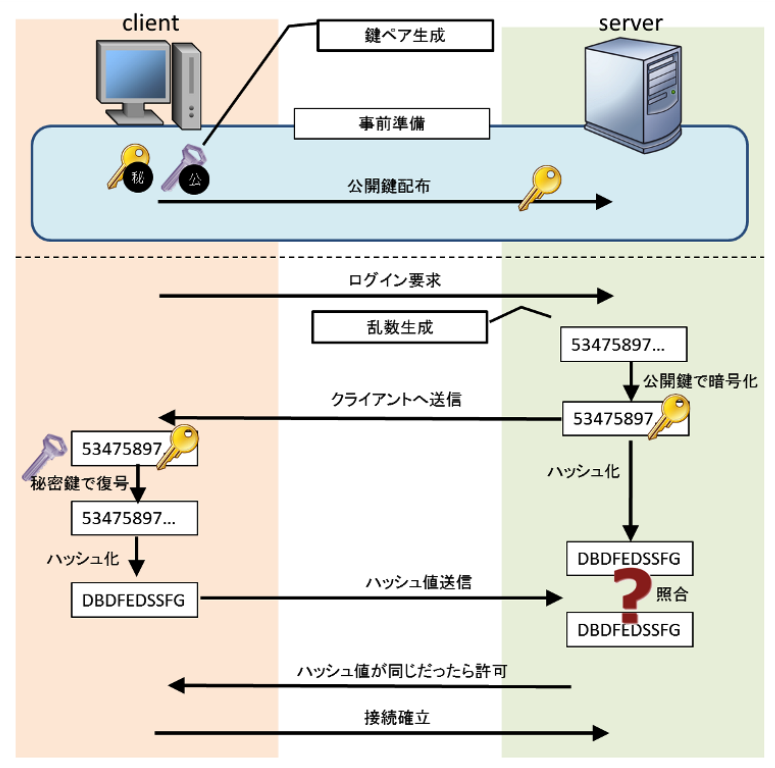 client
server
鍵ペア生成
事前準備
秘
公
公開鍵配布
ログイン要求
乱数生成
53475897...
公開鍵で暗号化
クライアントへ送信
53475897..
53475897..
秘密鍵で復号
ハッシュ化
53475897...
ハッシュ化
DBDFEDSSFG
DBDFEDSSFG
ハッシュ値送信
照合
DBDFEDSSFG
ハッシュ値が同じだったら許可
接続確立